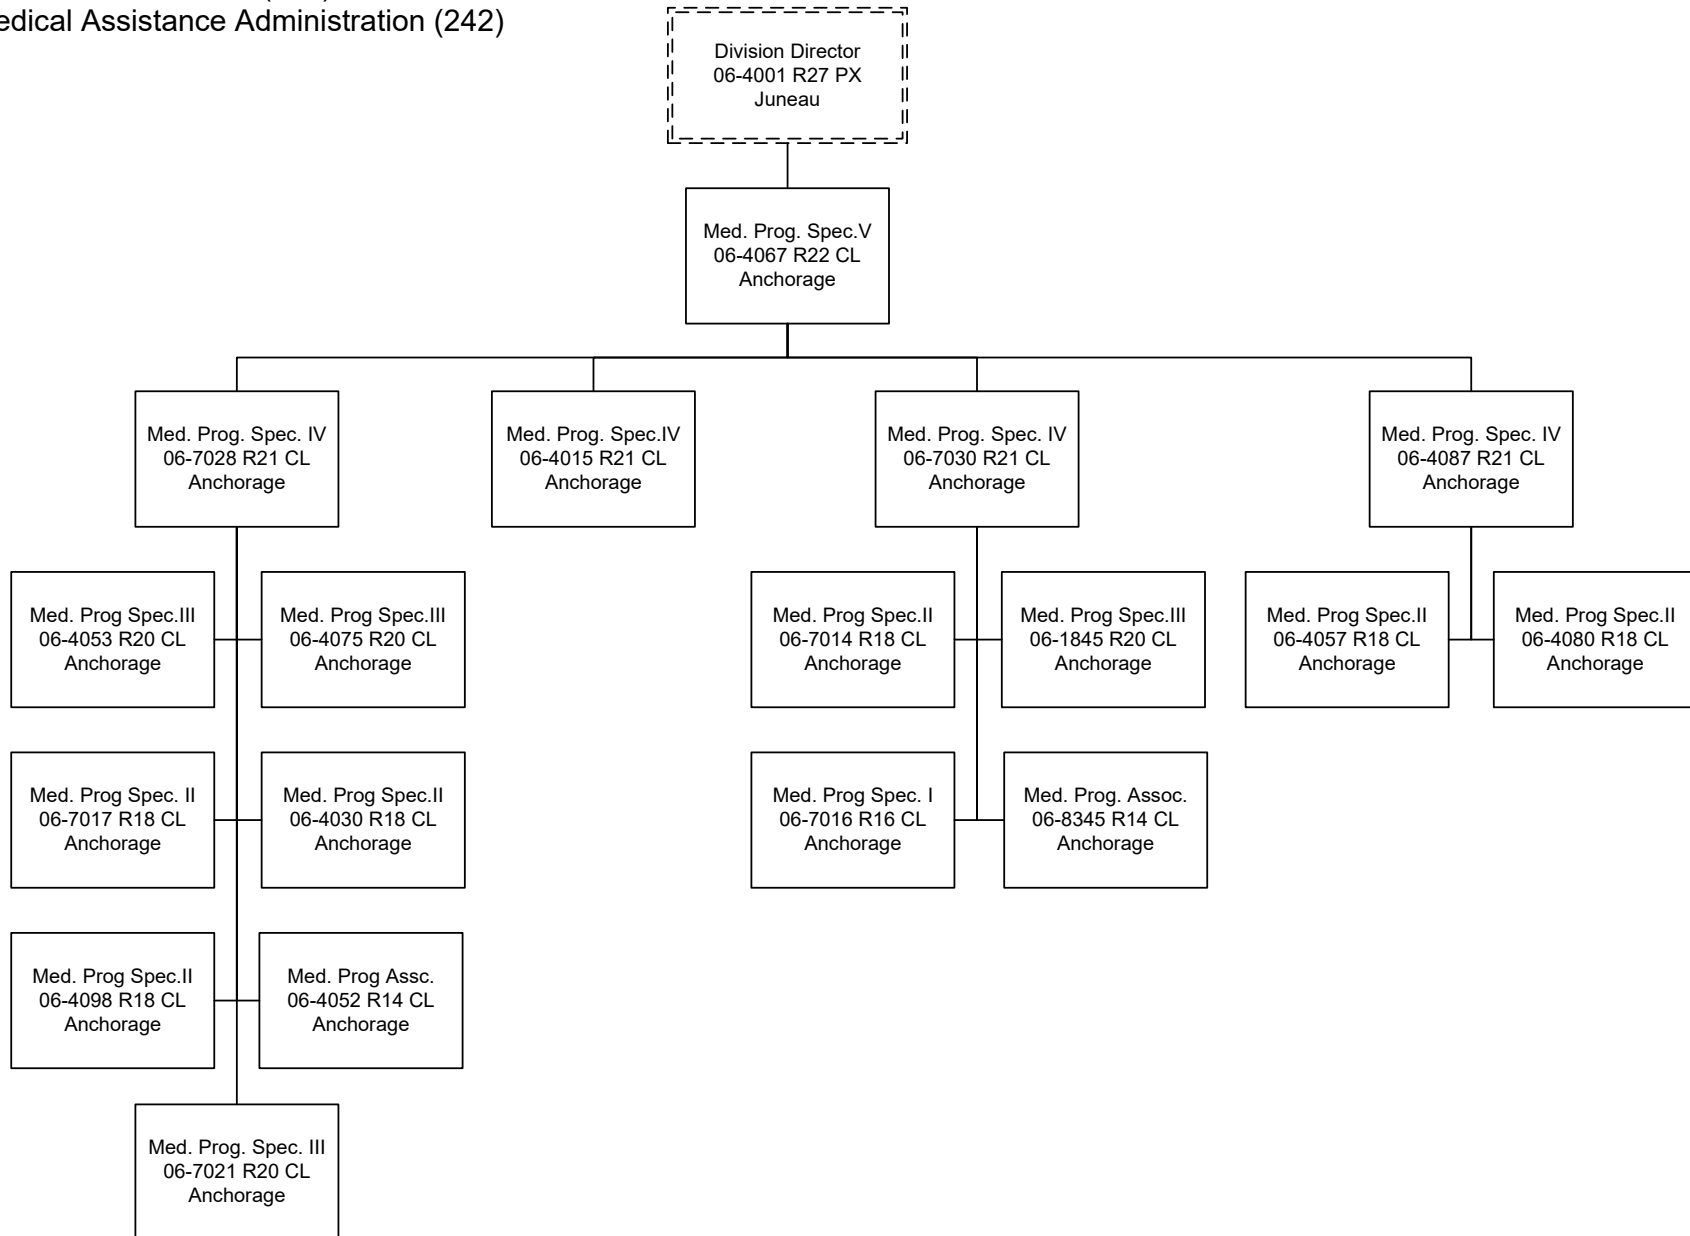 edical Assistance Administration (242)
Division Director
06-4001 R27 PX
Juneau
Med. Prog. Spec.V
06-4067 R22 CL
Anchorage
Med. Prog. Spec. IV
06-7028 R21 CL
Anchorage
Med. Prog. Spec.IV
06-4015 R21 CL
Anchorage
Med. Prog. Spec. IV
06-7030 R21 CL
Anchorage
Med. Prog. Spec. IV
06-4087 R21 CL
Anchorage
Med. Prog Spec.III
06-4053 R20 CL
Anchorage
Med. Prog Spec.III
06-4075 R20 CL
Anchorage
Med. Prog Spec.II
06-7014 R18 CL
Anchorage
Med. Prog Spec.III
06-1845 R20 CL
Anchorage
Med. Prog Spec.II
06-4057 R18 CL
Anchorage
Med. Prog Spec.II
06-4080 R18 CL
Anchorage
Med. Prog Spec. II
06-7017 R18 CL
Anchorage
Med. Prog Spec.II
06-4030 R18 CL
Anchorage
Med. Prog Spec. I
06-7016 R16 CL
Anchorage
Med. Prog. Assoc.
06-8345 R14 CL
Anchorage
Med. Prog Spec.II
06-4098 R18 CL
Anchorage
Med. Prog Assc.
06-4052 R14 CL
Anchorage
Med. Prog. Spec. III
06-7021 R20 CL
Anchorage